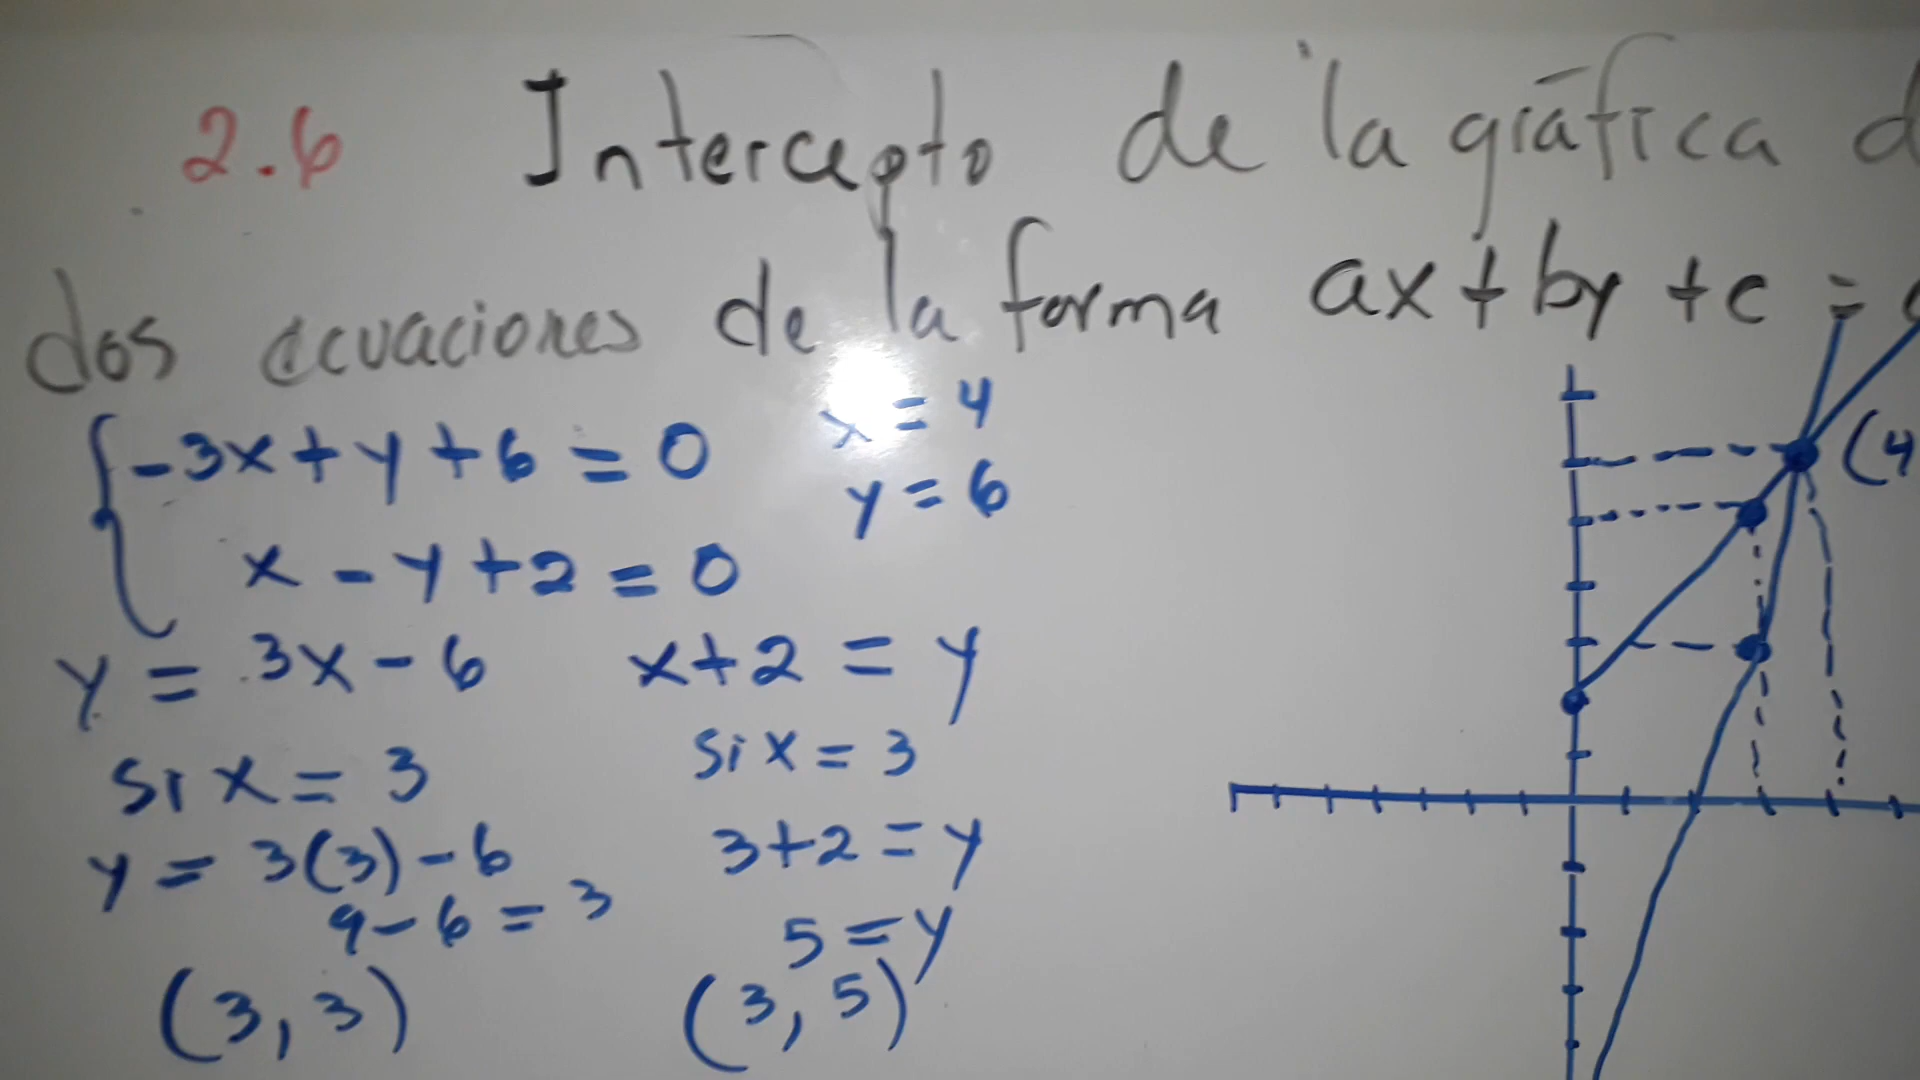 2.6 Intercepto de la gráfica d
dos ecuaciones de la forma ax + by + c =
-3x + y + 6 = 0
x = 4
y = 6
x - y + 2 = 0
y = 3x - 6
x + 2 = y
si x = 3
si x = 3
y = 3(3) - 6
3 + 2 = y
9 - 6 = 3
5 = y
(3, 3)
(3, 5)
(4